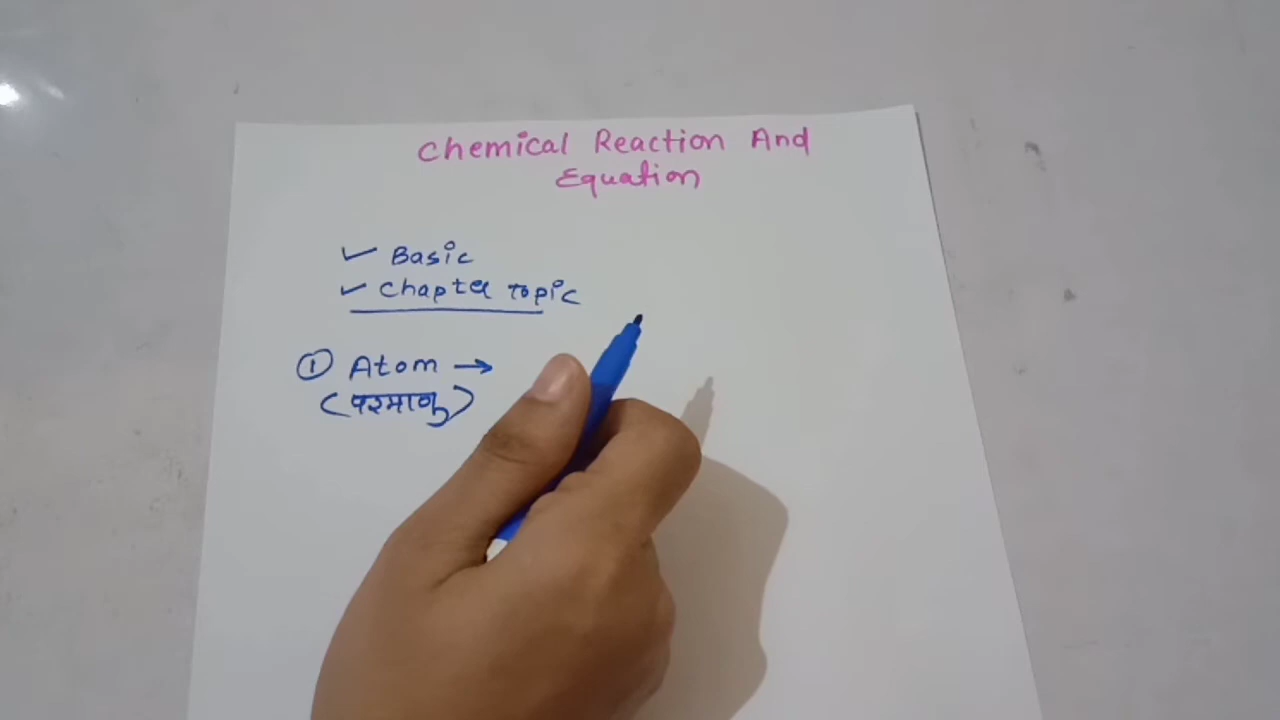 Chemical Reaction And
Equation
✓ Basic
✓ Chapter Topic
① Atom →
(परमाणु)